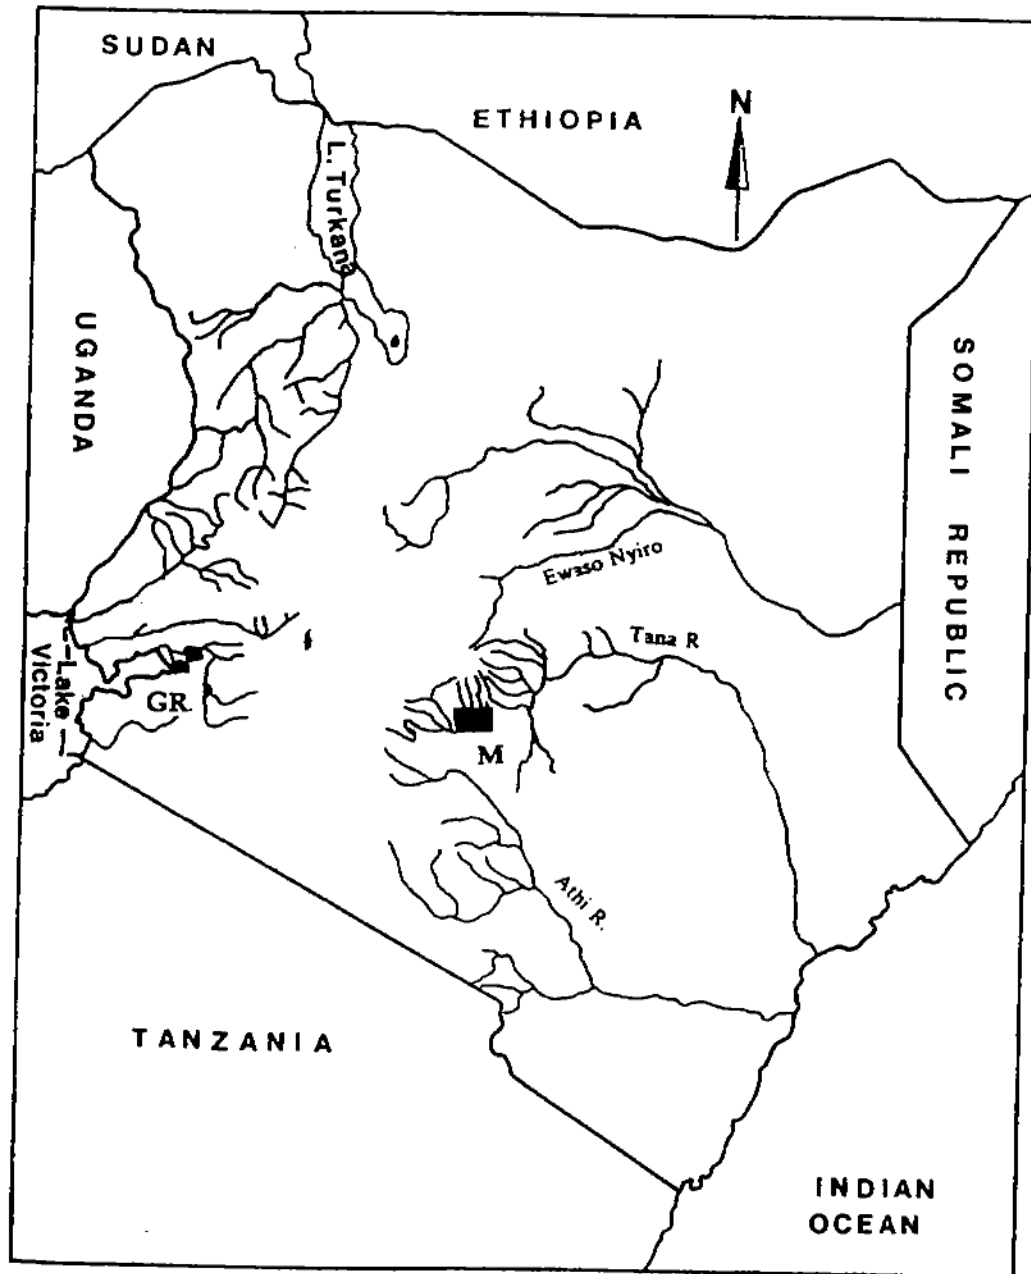 SUDAN
ETHIOPIA
N
L. Turkana
UGANDA
SOMALI REPUBLIC
Ewaso Nyiro
Tana R
Lake
Victoria
GR.
M
Athi R.
TANZANIA
INDIAN
OCEAN